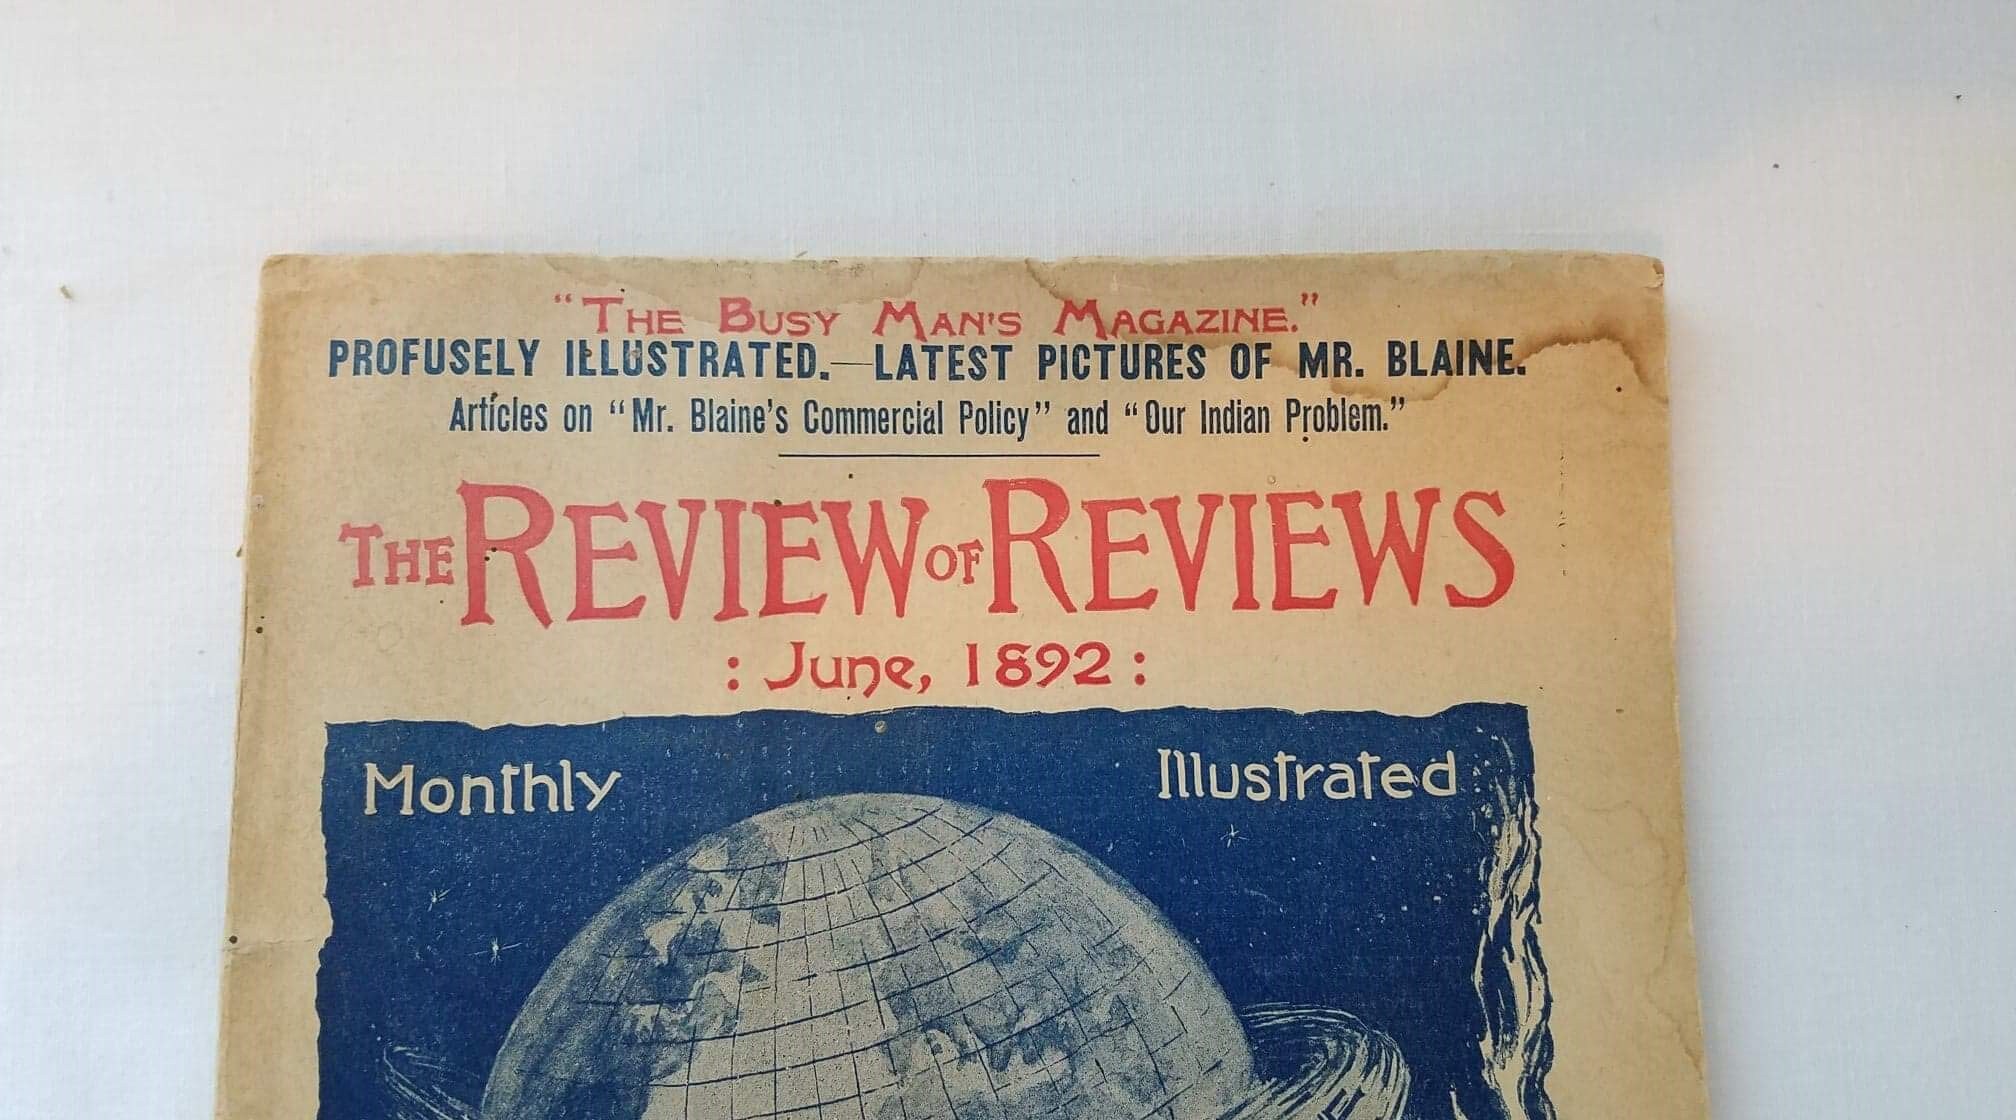 "THE BUSY MAN'S MAGAZINE."
PROFUSELY ILLUSTRATED.—LATEST PICTURES OF MR. BLAINE.
Articles on "Mr. Blaine's Commercial Policy" and "Our Indian Problem."
THE REVIEW OF REVIEWS
: June, 1892 :
Monthly Illustrated